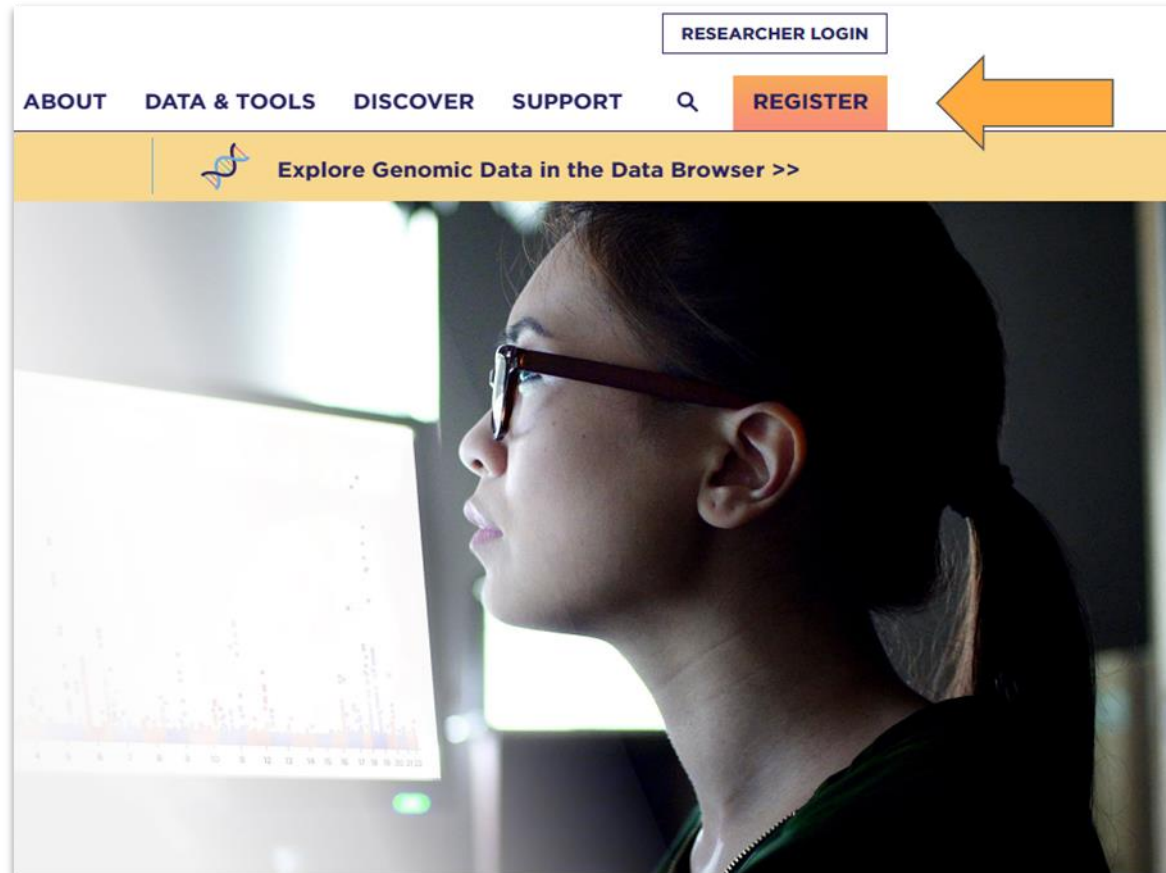 RESEARCHER LOGIN
ABOUT DATA & TOOLS DISCOVER SUPPORT REGISTER
Explore Genomic Data in the Data Browser >>